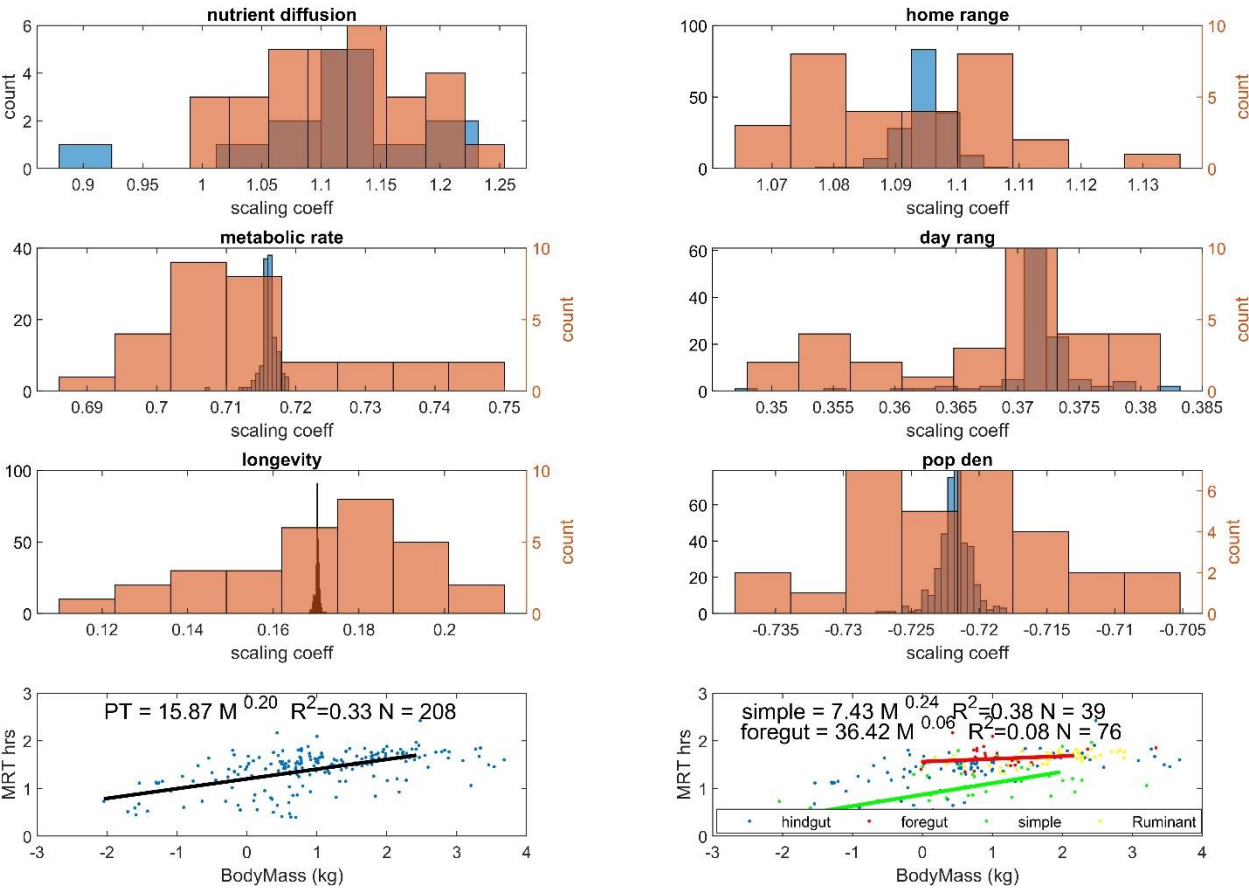 nutrient diffusion
6
4
2
0
count
0.9 0.95 1 1.05 1.1 1.15 1.2 1.25
scaling coeff
home range
100
50
0
10
5
0
count
1.07 1.08 1.09 1.1 1.11 1.12 1.13
scaling coeff
metabolic rate
40
20
0
10
5
0
count
0.69 0.7 0.71 0.72 0.73 0.74 0.75
scaling coeff
day rang
60
40
20
0
10
5
0
count
0.35 0.355 0.36 0.365 0.37 0.375 0.38 0.385
scaling coeff
longevity
100
50
0
10
5
0
count
0.12 0.14 0.16 0.18 0.2
scaling coeff
pop den
60
40
20
0
6
4
2
0
count
-0.735 -0.73 -0.725 -0.72 -0.715 -0.71 -0.705
scaling coeff
3
2
1
0
MRT hrs
PT = 15.87 M 0.20 R2=0.33 N = 208
-3 -2 -1 0 1 2 3 4
BodyMass (kg)
3
2
1
0
MRT hrs
simple = 7.43 M 0.24 R2=0.38 N = 39
foregut = 36.42 M 0.06 R2=0.08 N = 76
hindgut foregut simple Ruminant
-3 -2 -1 0 1 2 3 4
BodyMass (kg)